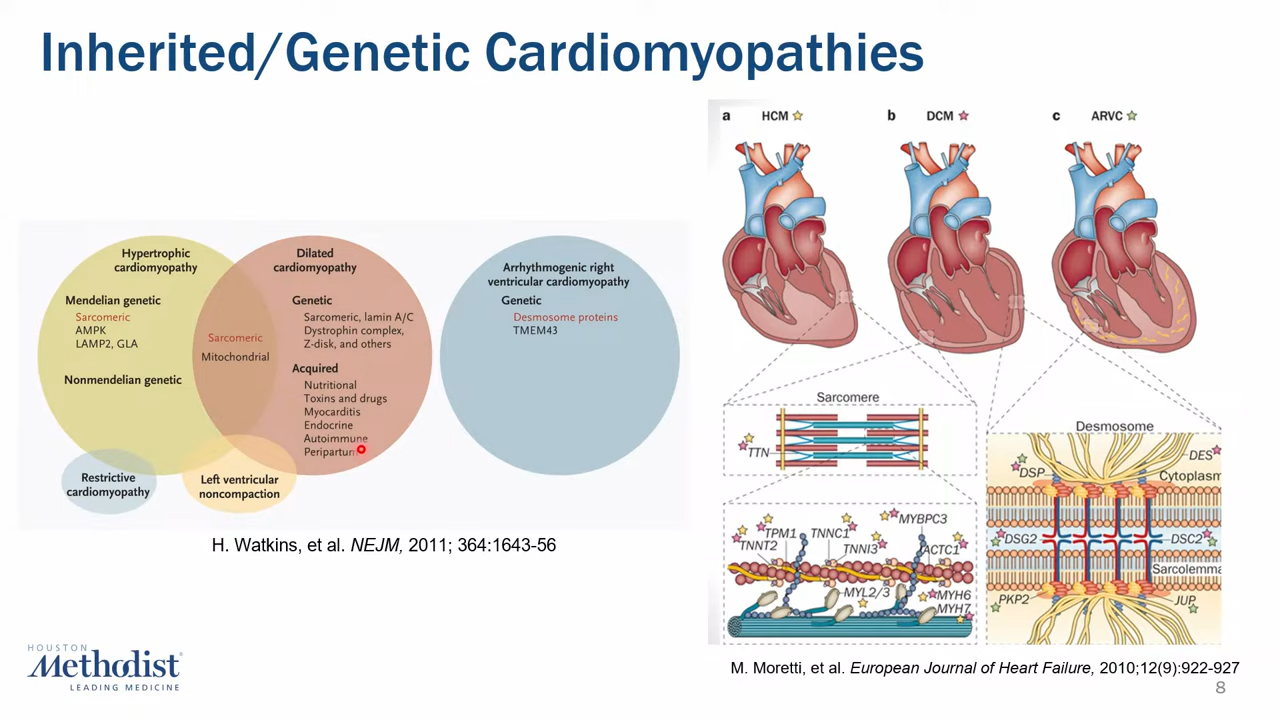 Inherited/Genetic Cardiomyopathies
Hypertrophic
cardiomyopathy
Mendelian genetic
Sarcomeric
AMPK
LAMP2, GLA
Nonmendelian genetic
Sarcomeric
Mitochondrial
Dilated
cardiomyopathy
Genetic
Sarcomeric, lamin A/C
Dystrophin complex,
Z-disk, and others
Acquired
Nutritional
Toxins and drugs
Myocarditis
Endocrine
Autoimmune
Restrictive
cardiomyopathy
Left ventricular
noncompaction
Arrhythmogenic right
ventricular cardiomyopathy
Genetic
Desmosome proteins
TMEM43
H. Watkins, et al. NEJM, 2011; 364:1643-56
a HCM
b DCM
c ARVC
Sarcomere
TTN
TPM1
TNNT2
TNNC1
TNNI3
MYBPC3
ACTC1
MYL2/3
MYH6
MYH7
Desmosome
DSP
DES
Cytoplasm
DSG2
DSC2
Sarcolemma
PKP2
JUP
M. Moretti, et al. European Journal of Heart Failure, 2010;12(9):922-927
HOUSTON
Methodist
LEADING MEDICINE
8